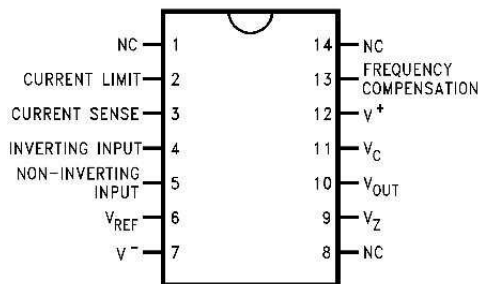 NC 1 14 NC
CURRENT LIMIT 2 13 FREQUENCY
COMPENSATION
CURRENT SENSE 3 12 V+
INVERTING INPUT 4 11 VC
NON-INVERTING
INPUT 5 10 VOUT
VREF 6 9 VZ
V- 7 8 NC